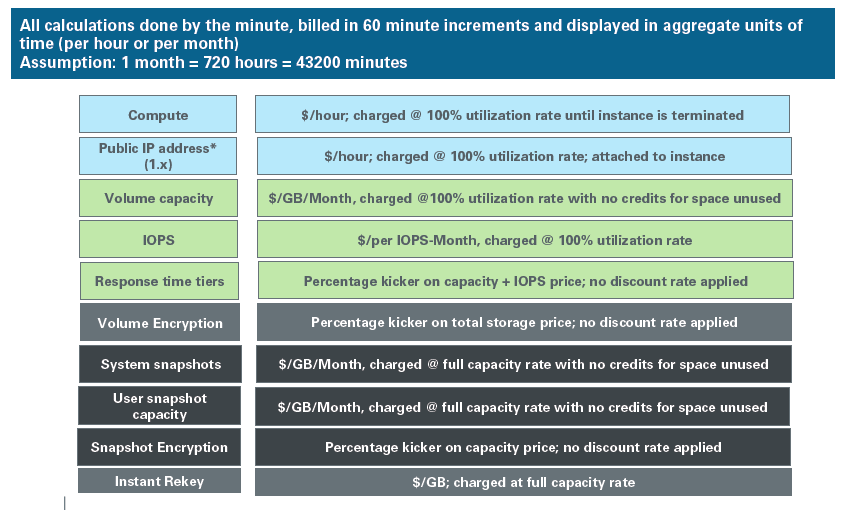 All calculations done by the minute, billed in 60 minute increments and displayed in aggregate units of
time (per hour or per month)
Assumption: 1 month = 720 hours = 43200 minutes
Compute
$/hour; charged @ 100% utilization rate until instance is terminated
Public IP address*
(1.x)
$/hour; charged @ 100% utilization rate; attached to instance
Volume capacity
$/GB/Month, charged @100% utilization rate with no credits for space unused
IOPS
$/per IOPS-Month, charged @ 100% utilization rate
Response time tiers
Percentage kicker on capacity + IOPS price; no discount rate applied
Volume Encryption
Percentage kicker on total storage price; no discount rate applied
System snapshots
$/GB/Month, charged @ full capacity rate with no credits for space unused
User snapshot
capacity
$/GB/Month, charged @ full capacity rate with no credits for space unused
Snapshot Encryption
Percentage kicker on capacity price; no discount rate applied
Instant Rekey
$/GB; charged at full capacity rate